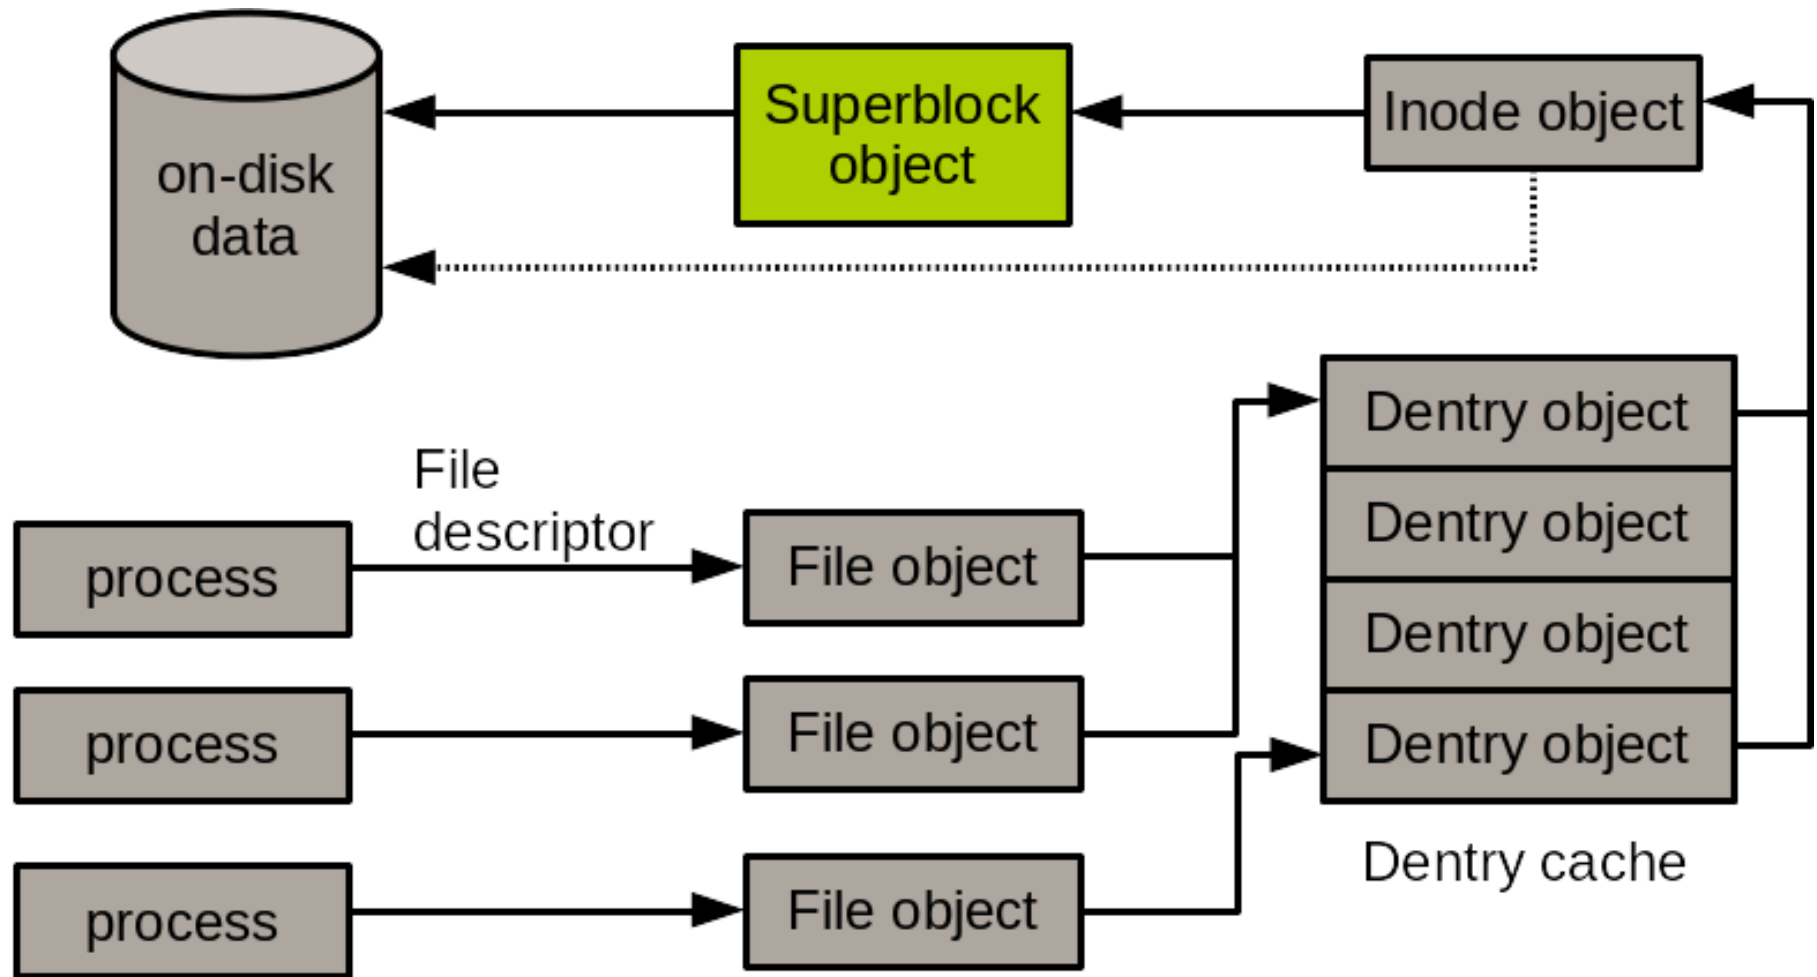 on-disk
data
Superblock
object
Inode object
File
descriptor
process
File object
process
File object
process
File object
Dentry object
Dentry object
Dentry object
Dentry object
Dentry cache